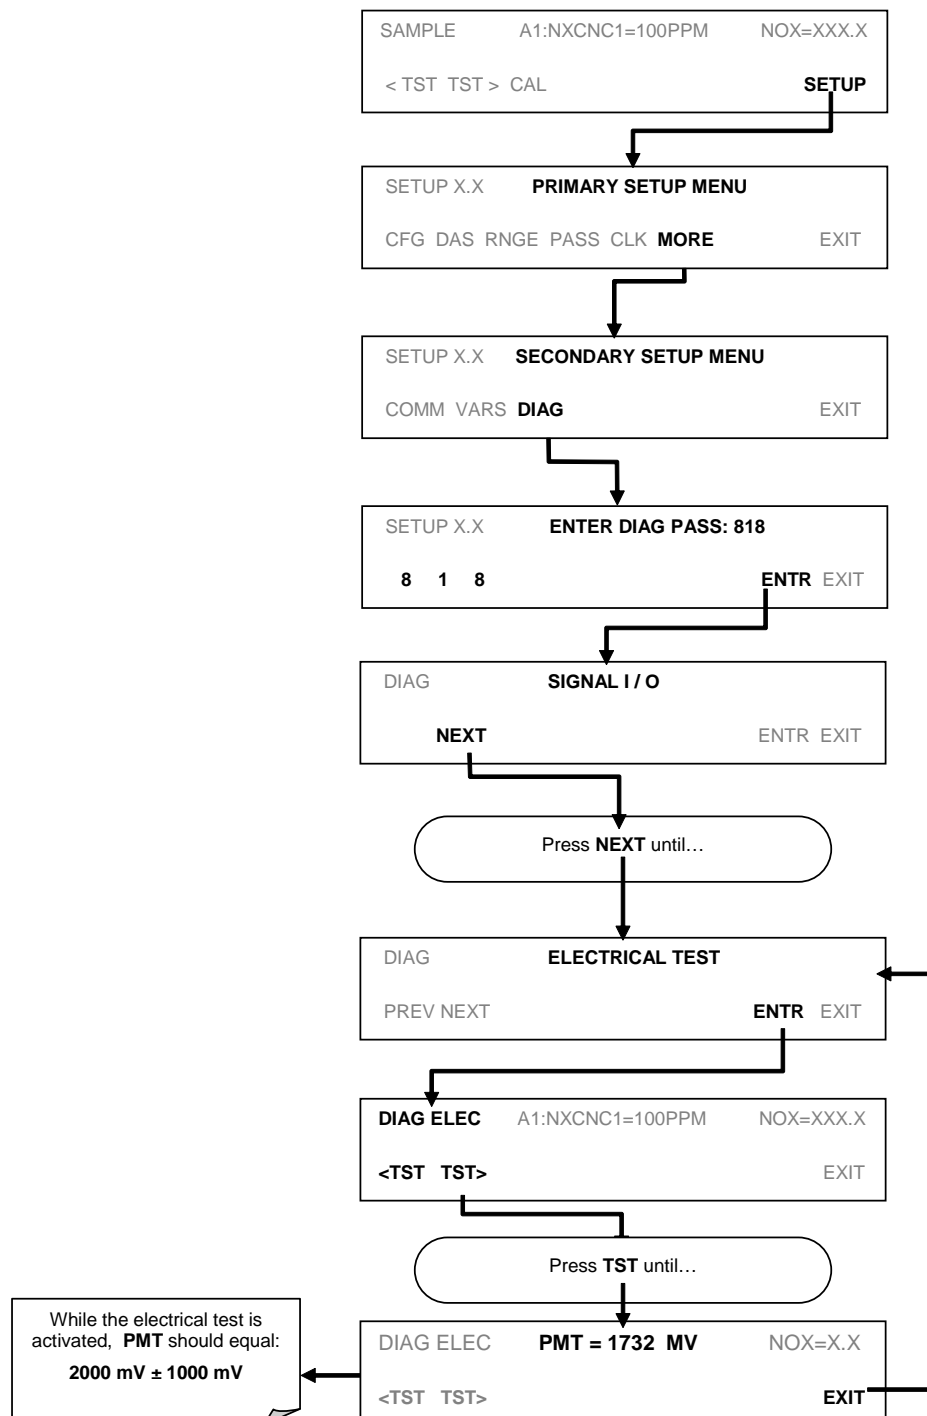 SAMPLE A1:NXCNC1=100PPM NOX=XXX.X
< TST TST > CAL SETUP
SETUP X.X PRIMARY SETUP MENU
CFG DAS RNGE PASS CLK MORE EXIT
SETUP X.X SECONDARY SETUP MENU
COMM VARS DIAG EXIT
SETUP X.X ENTER DIAG PASS: 818
8 1 8 ENTR EXIT
DIAG SIGNAL I / O
NEXT ENTR EXIT
Press NEXT until…
DIAG ELECTRICAL TEST
PREV NEXT ENTR EXIT
DIAG ELEC A1:NXCNC1=100PPM NOX=XXX.X
<TST TST> EXIT
Press TST until…
While the electrical test is
activated, PMT should equal:
2000 mV ± 1000 mV
DIAG ELEC PMT = 1732 MV NOX=X.X
<TST TST> EXIT